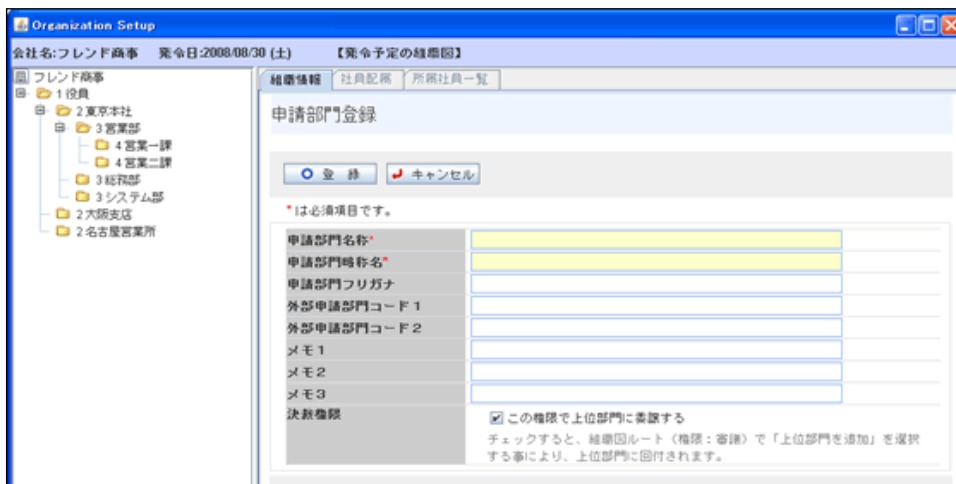 Organization Setup
会社名:フレンド商事 発令日:2008/08/30 (土) 【発令予定の組織図】
フレンド商事
1 役員
2 東京本社
3 営業部
4 営業一課
4 営業二課
3 総務部
3 システム部
2 大阪支店
2 名古屋営業所
組織情報 社員配属 所属社員一覧
申請部門登録
登 録 キャンセル
*は必須項目です。
申請部門名称*
申請部門略称名*
申請部門フリガナ
外部申請部門コード1
外部申請部門コード2
メモ1
メモ2
メモ3
決裁権限
この権限で上位部門に委譲する
チェックすると、組織図ルート（権限：審議）で「上位部門を追加」を選択
する事により、上位部門に回付されます。